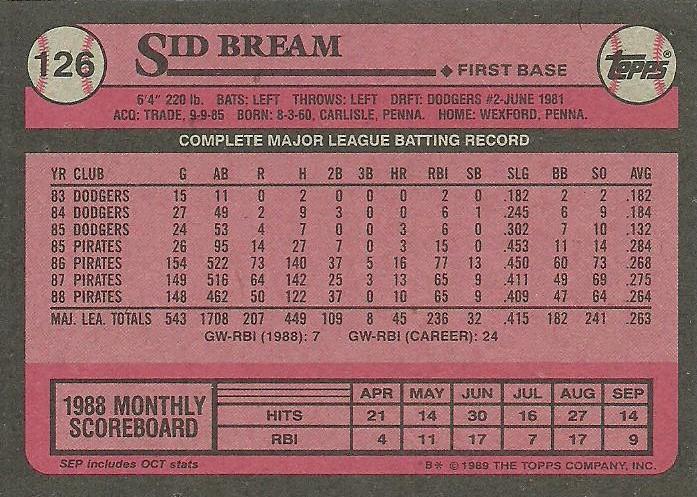 126 SID BREAM Topps®
◆ FIRST BASE
6'4" 220 lb. BATS: LEFT THROWS: LEFT DRFT: DODGERS #2-JUNE 1981
ACQ: TRADE, 9-9-85 BORN: 8-3-60, CARLISLE, PENNA. HOME: WEXFORD, PENNA.
COMPLETE MAJOR LEAGUE BATTING RECORD
YR CLUB G AB R H 2B 3B HR RBI SB SLG BB SO AVG
83 DODGERS 15 11 0 2 0 0 0 2 0 .182 2 2 .182
84 DODGERS 27 49 2 9 3 0 0 6 1 .245 6 9 .184
85 DODGERS 24 53 4 7 0 0 3 6 0 .302 7 10 .132
85 PIRATES 26 95 14 27 7 0 3 15 0 .453 11 14 .284
86 PIRATES 154 522 73 140 37 5 16 77 13 .450 60 73 .268
87 PIRATES 149 516 64 142 25 3 13 65 9 .411 49 69 .275
88 PIRATES 148 462 50 122 37 0 10 65 9 .409 47 64 .264
MAJ. LEA. TOTALS 543 1708 207 449 109 8 45 236 32 .415 182 241 .263
GW-RBI (1988): 7 GW-RBI (CAREER): 24
1988 MONTHLY SCOREBOARD
APR MAY JUN JUL AUG SEP
HITS 21 14 30 16 27 14
RBI 4 11 17 7 17 9
SEP includes OCT stats *B* © 1989 THE TOPPS COMPANY, INC.